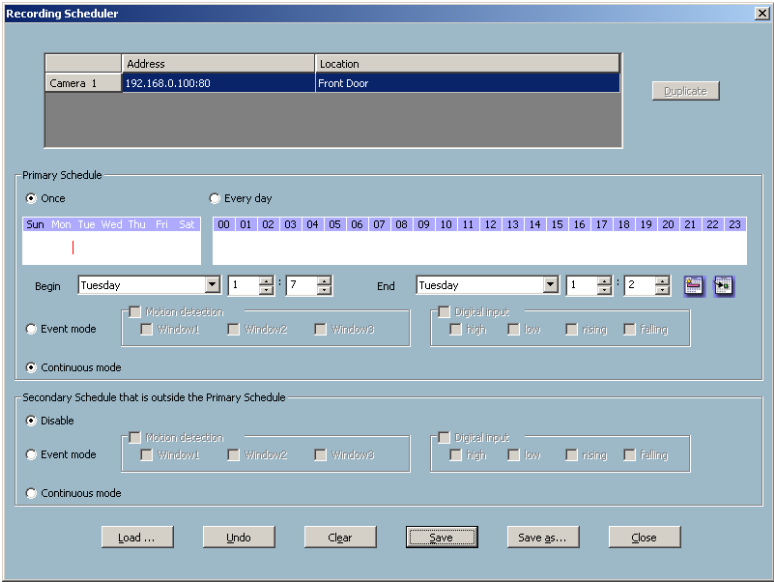 Recording Scheduler
Address Location
Camera 1 192.168.0.100:80 Front Door
Duplicate
Primary Schedule
Once Every day
Sun Mon Tue Wed Thu Fri Sat 00 01 02 03 04 05 06 07 08 09 10 11 12 13 14 15 16 17 18 19 20 21 22 23
Begin Tuesday 1 : 7 End Tuesday 1 : 2
Motion detection Digital input
Event mode Window1 Window2 Window3 high low rising falling
Continuous mode
Secondary Schedule that is outside the Primary Schedule
Disable
Motion detection Digital input
Event mode Window1 Window2 Window3 high low rising falling
Continuous mode
Load ... Undo Clear Save Save as... Close